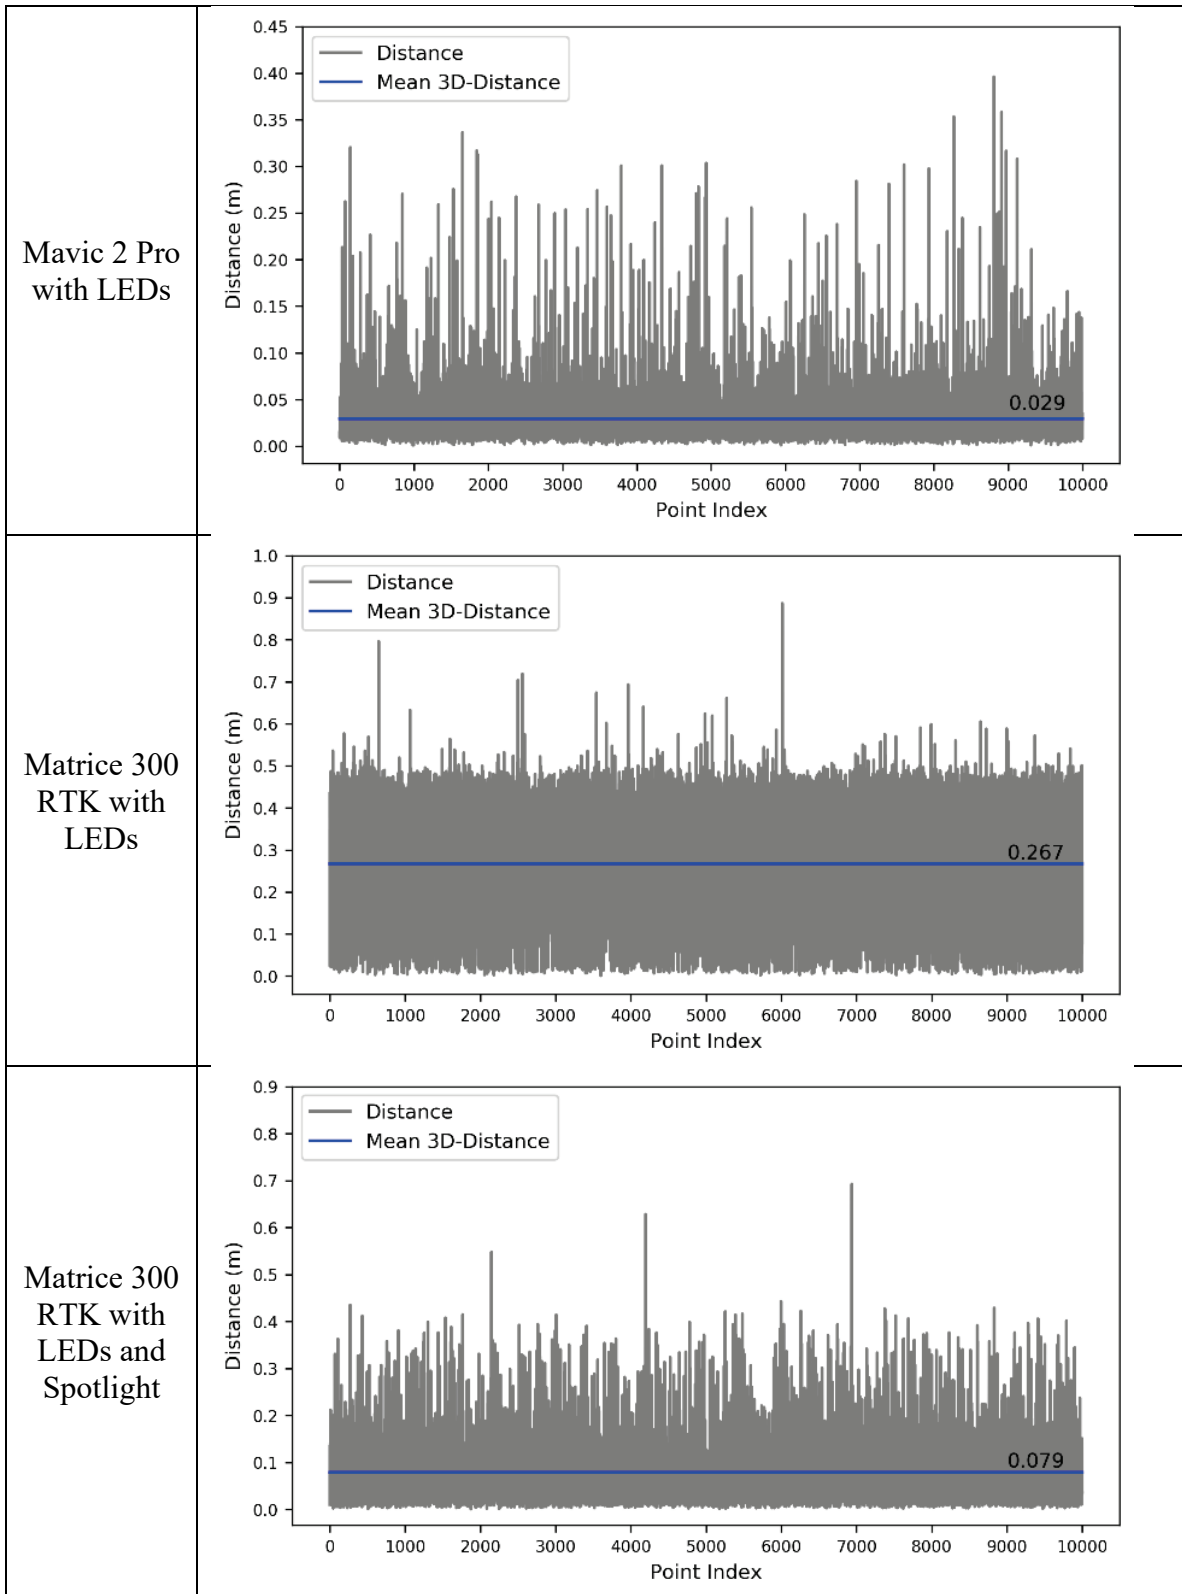 Mavic 2 Pro
with LEDs
0.45
0.40
0.35
0.30
0.25
0.20
0.15
0.10
0.05
0.00
Distance (m)
Distance
Mean 3D-Distance
0.029
0 1000 2000 3000 4000 5000 6000 7000 8000 9000 10000
Point Index
Matrice 300
RTK with
LEDs
1.0
0.9
0.8
0.7
0.6
0.5
0.4
0.3
0.2
0.1
0.0
Distance (m)
Distance
Mean 3D-Distance
0.267
0 1000 2000 3000 4000 5000 6000 7000 8000 9000 10000
Point Index
Matrice 300
RTK with
LEDs and
Spotlight
0.9
0.8
0.7
0.6
0.5
0.4
0.3
0.2
0.1
0.0
Distance (m)
Distance
Mean 3D-Distance
0.079
0 1000 2000 3000 4000 5000 6000 7000 8000 9000 10000
Point Index